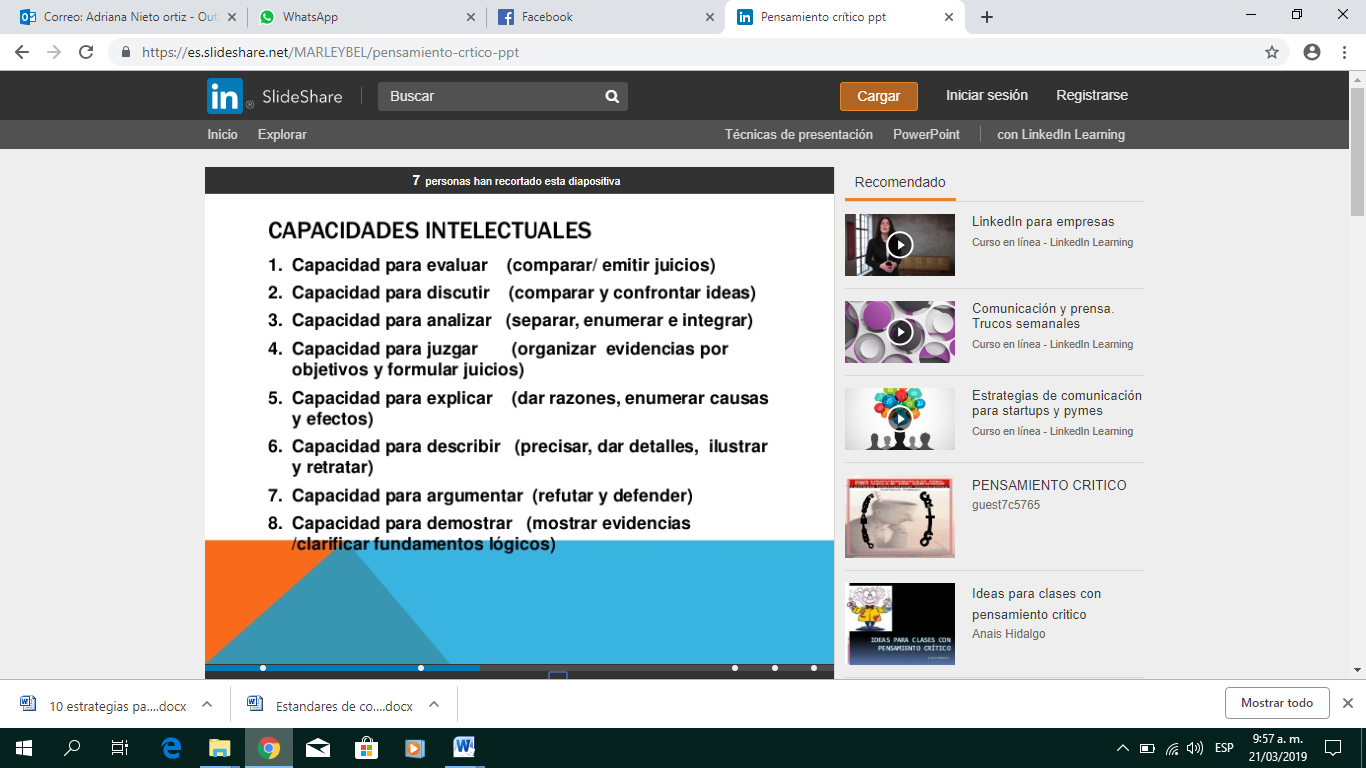 Correo: Adriana Nieto ortiz - Out
WhatsApp
Facebook
Pensamiento crítico ppt
https://es.slideshare.net/MARLEYBEL/pensamiento-crtico-ppt
in ® SlideShare
Buscar
Cargar
Iniciar sesión
Registrarse
Inicio
Explorar
Técnicas de presentación
PowerPoint
con LinkedIn Learning
7 personas han recortado esta diapositiva
CAPACIDADES INTELECTUALES
1. Capacidad para evaluar (comparar/ emitir juicios)
2. Capacidad para discutir (comparar y confrontar ideas)
3. Capacidad para analizar (separar, enumerar e integrar)
4. Capacidad para juzgar (organizar evidencias por
objetivos y formular juicios)
5. Capacidad para explicar (dar razones, enumerar causas
y efectos)
6. Capacidad para describir (precisar, dar detalles, ilustrar
y retratar)
7. Capacidad para argumentar (refutar y defender)
8. Capacidad para demostrar (mostrar evidencias
/clarificar fundamentos lógicos)
Recomendado
LinkedIn para empresas
Curso en línea - LinkedIn Learning
Comunicación y prensa.
Trucos semanales
Curso en línea - LinkedIn Learning
Estrategias de comunicación
para startups y pymes
Curso en línea - LinkedIn Learning
PENSAMIENTO CRITICO
guest7c5765
Ideas para clases con
pensamiento critico
Anais Hidalgo
IDEAS PARA CLASES CON
PENSAMIENTO CRÍTICO
10 estrategias pa....docx
Estandares de co....docx
Mostrar todo
ESP
9:57 a. m.
21/03/2019